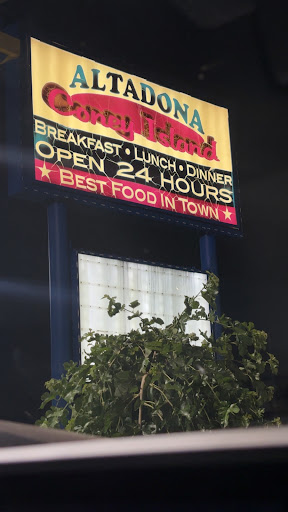 ALTADONA
Coney Island
BREAKFAST • LUNCH • DINNER
OPEN 24 HOURS
★ BEST FOOD IN TOWN ★